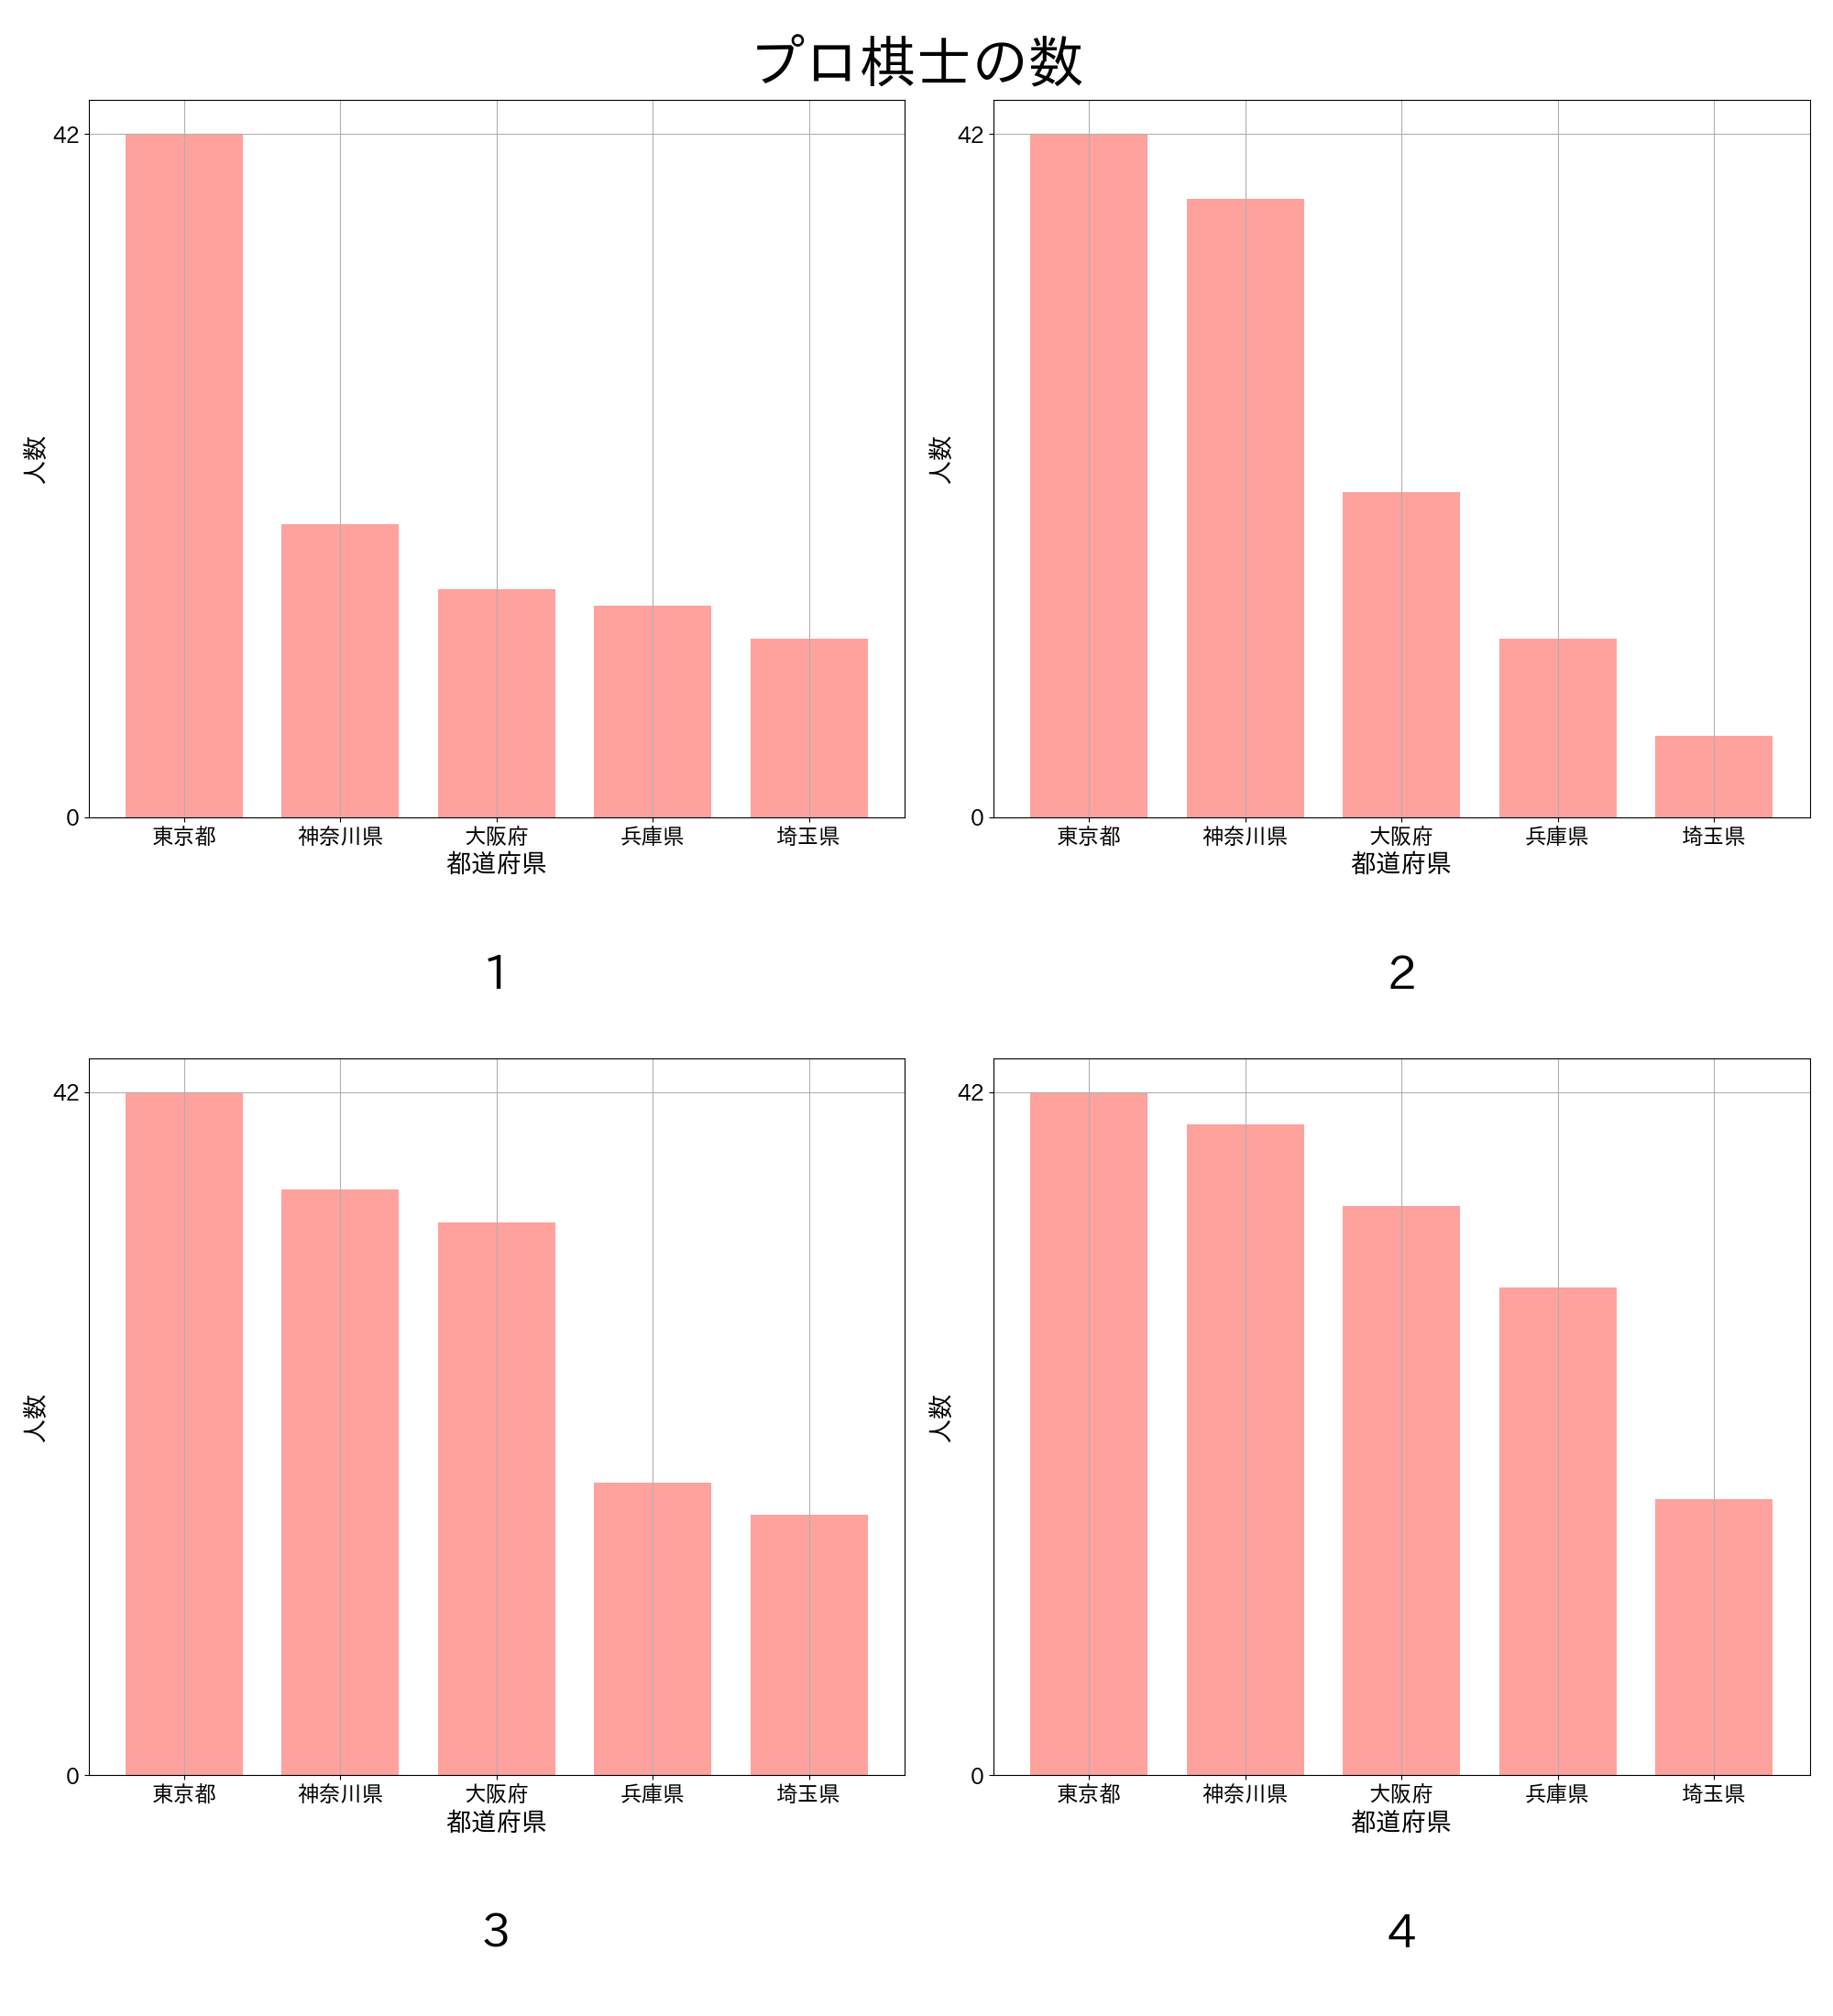 プロ棋士の数
42
0
人数
東京都 神奈川県 大阪府 兵庫県 埼玉県
都道府県
1
42
0
人数
東京都 神奈川県 大阪府 兵庫県 埼玉県
都道府県
2
42
0
人数
東京都 神奈川県 大阪府 兵庫県 埼玉県
都道府県
3
42
0
人数
東京都 神奈川県 大阪府 兵庫県 埼玉県
都道府県
4